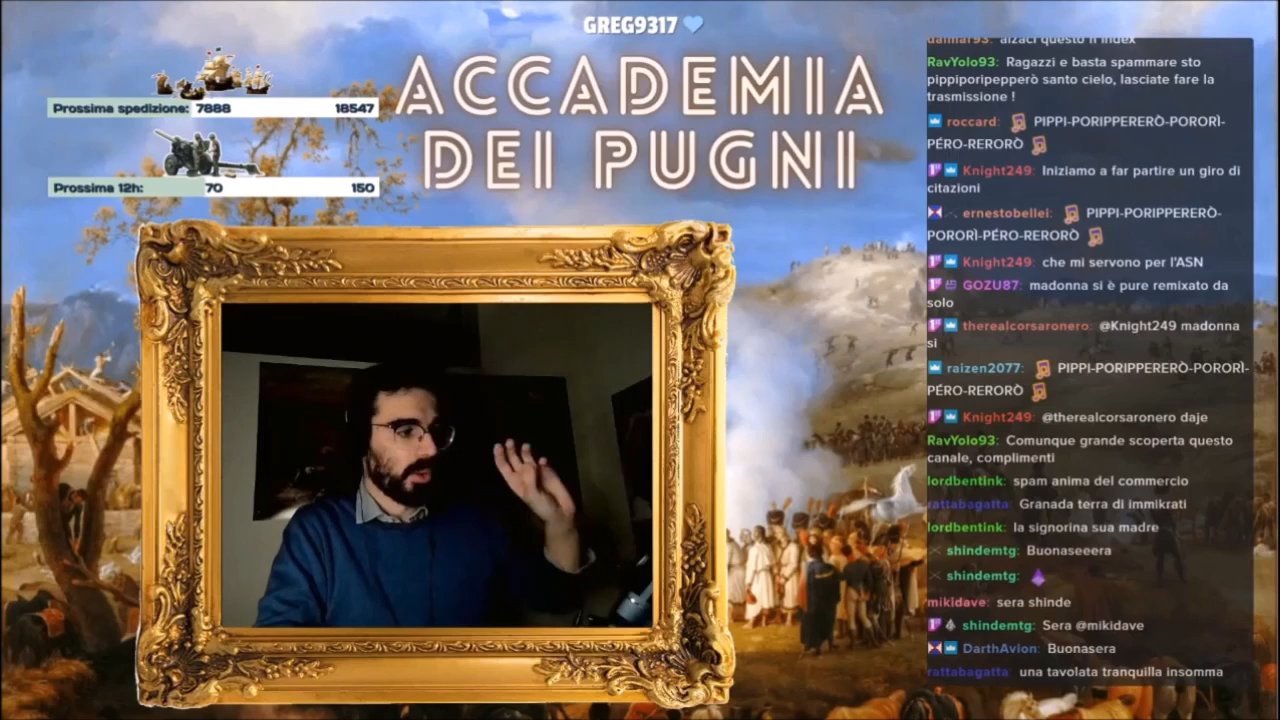 GREG9317
ACCADEMIA
DEI PUGNI
Prossima spedizione: 7888 18547
Prossima 12h: 70 150
daimar93: alzaci questo h index
RavYolo93: Ragazzi e basta spammare sto
pippiporipepperò santo cielo, lasciate fare la
trasmissione !
roccard: PIPPI-PORIPPERERÒ-PORORÌ-
PÉRO-RERORÒ
Knight249: Iniziamo a far partire un giro di
citazioni
ernestobellei: PIPPI-PORIPPERERÒ-
PORORÌ-PÉRO-RERORÒ
Knight249: che mi servono per l'ASN
GOZU87: madonna si è pure remixato da
solo
therealcorsaronero: @Knight249 madonna
si
raizen2077: PIPPI-PORIPPERERÒ-PORORÌ-
PÉRO-RERORÒ
Knight249: @therealcorsaronero daje
RavYolo93: Comunque grande scoperta questo
canale, complimenti
lordbentink: spam anima del commercio
rattabagatta: Granada terra di immikrati
lordbentink: la signorina sua madre
shindemtg: Buonaseeera
shindemtg:
mikidave: sera shinde
shindemtg: Sera @mikidave
DarthAvion: Buonasera
rattabagatta: una tavolata tranquilla insomma